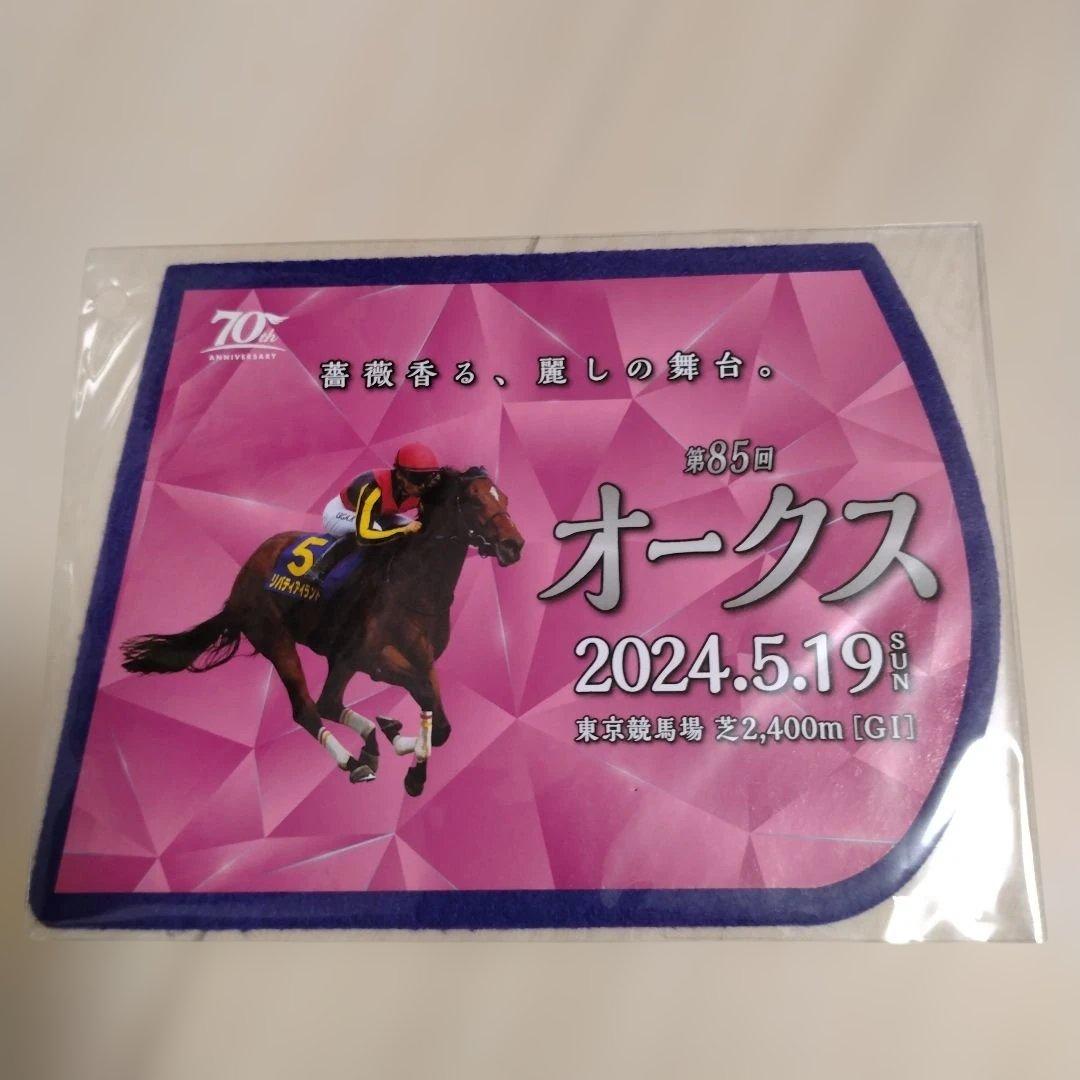 70th
ANNIVERSARY
薔薇香る、麗しの舞台。
第85回
オークス
2024.5.19 SUN
東京競馬場 芝2,400m [GI]
5
リバティアイランド